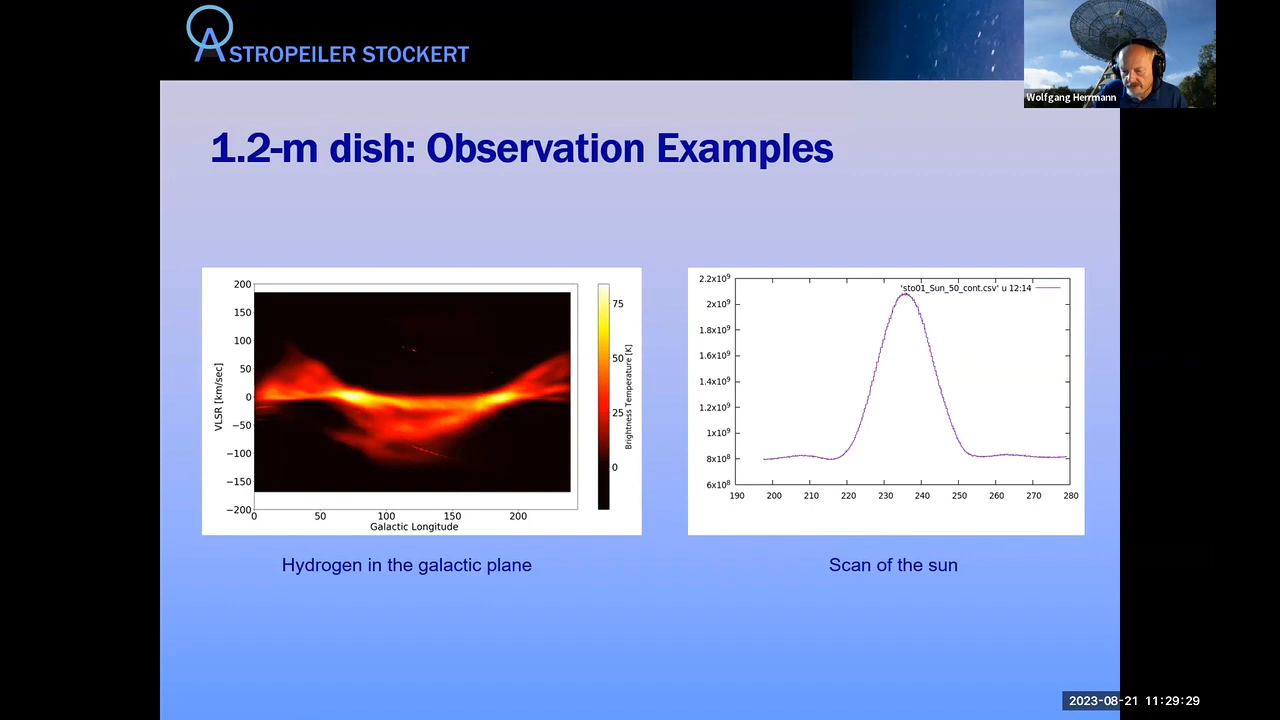 ASTROPEILER STOCKERT
Wolfgang Herrmann
1.2-m dish: Observation Examples
200
150
100
50
0
−50
−100
−150
−200
VLSR [km/sec]
0 50 100 150 200
Galactic Longitude
75
50
25
0
Brightness Temperature [K]
2.2x10⁹
2x10⁹
1.8x10⁹
1.6x10⁹
1.4x10⁹
1.2x10⁹
1x10⁹
8x10⁸
6x10⁸
'sto01_Sun_50_cont.csv' u 12:14
190 200 210 220 230 240 250 260 270 280
Hydrogen in the galactic plane
Scan of the sun
2023-08-21 11:29:29